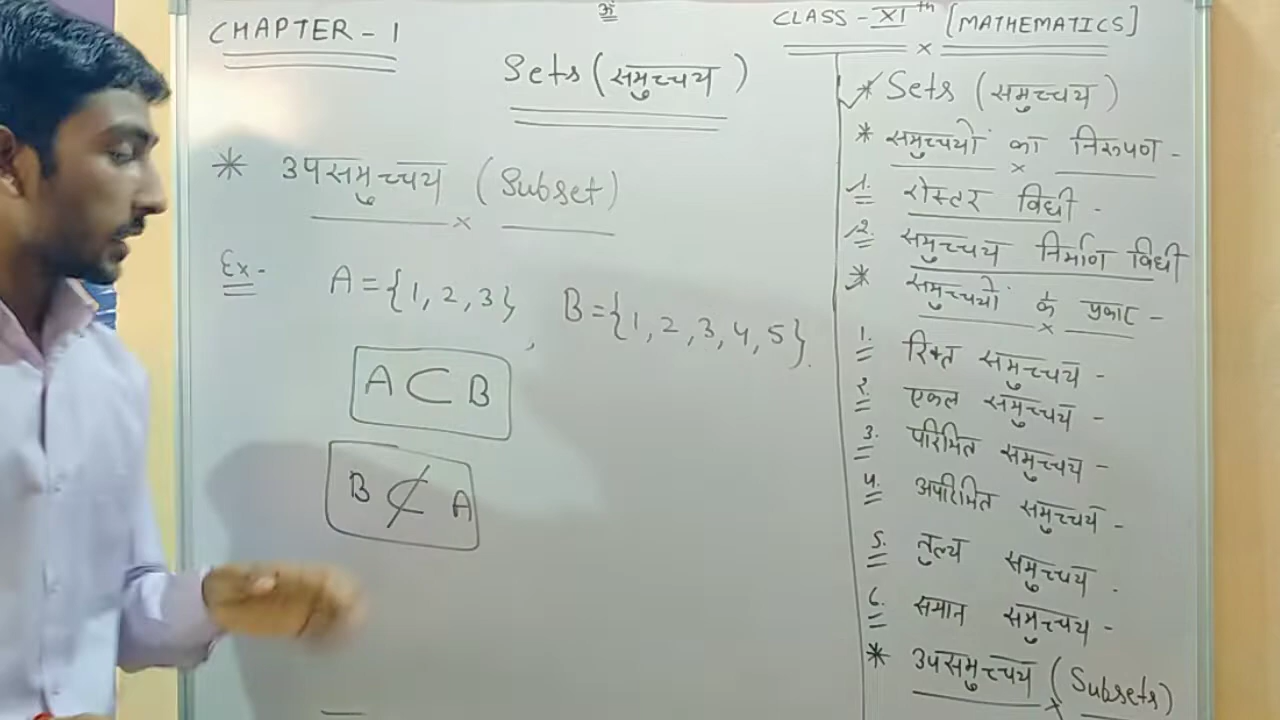 CHAPTER - 1
ॐ
CLASS - XIth [MATHEMATICS]
Sets (समुच्चय)
* उपसमुच्चय (Subset)
Ex- A = {1, 2, 3}, B = {1, 2, 3, 4, 5}.
A ⊂ B
B ⊄ A
* Sets (समुच्चय)
* समुच्चयों का निरूपण -
1. रोस्टर विधी -
2. समुच्चय निर्माण विधी
* समुच्चयों के प्रकार -
1. रिक्त समुच्चय -
२. एकल समुच्चय -
3. परिमित समुच्चय -
4. अपरिमित समुच्चय -
5. तुल्य समुच्चय .
6. समान समुच्चय -
* उपसमुच्चय (Subsets)